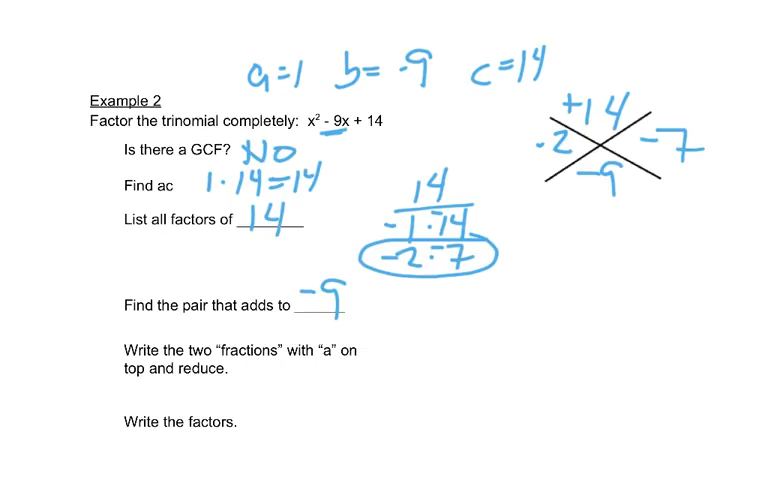 a=1 b=-9 c=14
Example 2
Factor the trinomial completely: x² - 9x + 14
+14
-2 -7
-9
Is there a GCF? NO
Find ac 1·14=14
List all factors of 14
14
-1·-14
-2·-7
Find the pair that adds to -9
Write the two “fractions” with “a” on
top and reduce.
Write the factors.